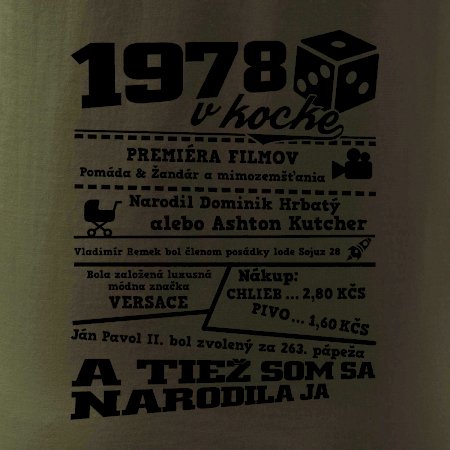 1978
v kocke
PREMIÉRA FILMOV
Pomáda & Žandár a mimozemšťania
Narodil Dominik Hrbatý
alebo Ashton Kutcher
Vladimír Remek bol členom posádky lode Sojuz 28
Bola založená luxusná
módna značka
VERSACE
Nákup:
CHLIEB ... 2,80 KČS
PIVO ... 1,60 KČS
Ján Pavol II. bol zvolený za 263. pápeža
A TIEŽ SOM SA
NARODILA JA